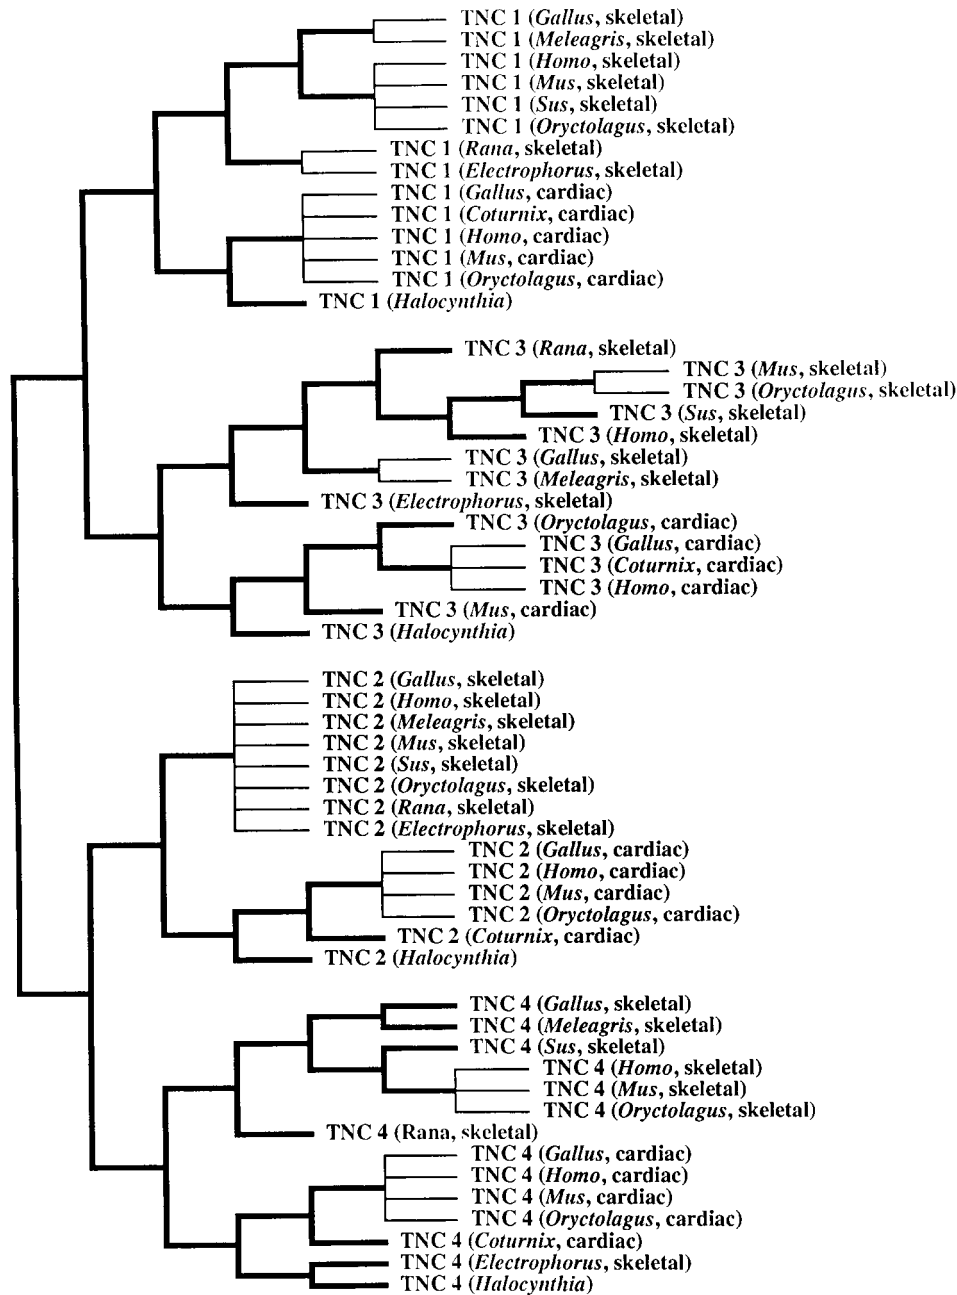 TNC 1 (Gallus, skeletal)
TNC 1 (Meleagris, skeletal)
TNC 1 (Homo, skeletal)
TNC 1 (Mus, skeletal)
TNC 1 (Sus, skeletal)
TNC 1 (Oryctolagus, skeletal)
TNC 1 (Rana, skeletal)
TNC 1 (Electrophorus, skeletal)
TNC 1 (Gallus, cardiac)
TNC 1 (Coturnix, cardiac)
TNC 1 (Homo, cardiac)
TNC 1 (Mus, cardiac)
TNC 1 (Oryctolagus, cardiac)
TNC 1 (Halocynthia)
TNC 3 (Rana, skeletal)
TNC 3 (Mus, skeletal)
TNC 3 (Oryctolagus, skeletal)
TNC 3 (Sus, skeletal)
TNC 3 (Homo, skeletal)
TNC 3 (Gallus, skeletal)
TNC 3 (Meleagris, skeletal)
TNC 3 (Electrophorus, skeletal)
TNC 3 (Oryctolagus, cardiac)
TNC 3 (Gallus, cardiac)
TNC 3 (Coturnix, cardiac)
TNC 3 (Homo, cardiac)
TNC 3 (Mus, cardiac)
TNC 3 (Halocynthia)
TNC 2 (Gallus, skeletal)
TNC 2 (Homo, skeletal)
TNC 2 (Meleagris, skeletal)
TNC 2 (Mus, skeletal)
TNC 2 (Sus, skeletal)
TNC 2 (Oryctolagus, skeletal)
TNC 2 (Rana, skeletal)
TNC 2 (Electrophorus, skeletal)
TNC 2 (Gallus, cardiac)
TNC 2 (Homo, cardiac)
TNC 2 (Mus, cardiac)
TNC 2 (Oryctolagus, cardiac)
TNC 2 (Coturnix, cardiac)
TNC 2 (Halocynthia)
TNC 4 (Gallus, skeletal)
TNC 4 (Meleagris, skeletal)
TNC 4 (Sus, skeletal)
TNC 4 (Homo, skeletal)
TNC 4 (Mus, skeletal)
TNC 4 (Oryctolagus, skeletal)
TNC 4 (Rana, skeletal)
TNC 4 (Gallus, cardiac)
TNC 4 (Homo, cardiac)
TNC 4 (Mus, cardiac)
TNC 4 (Oryctolagus, cardiac)
TNC 4 (Coturnix, cardiac)
TNC 4 (Electrophorus, skeletal)
TNC 4 (Halocynthia)